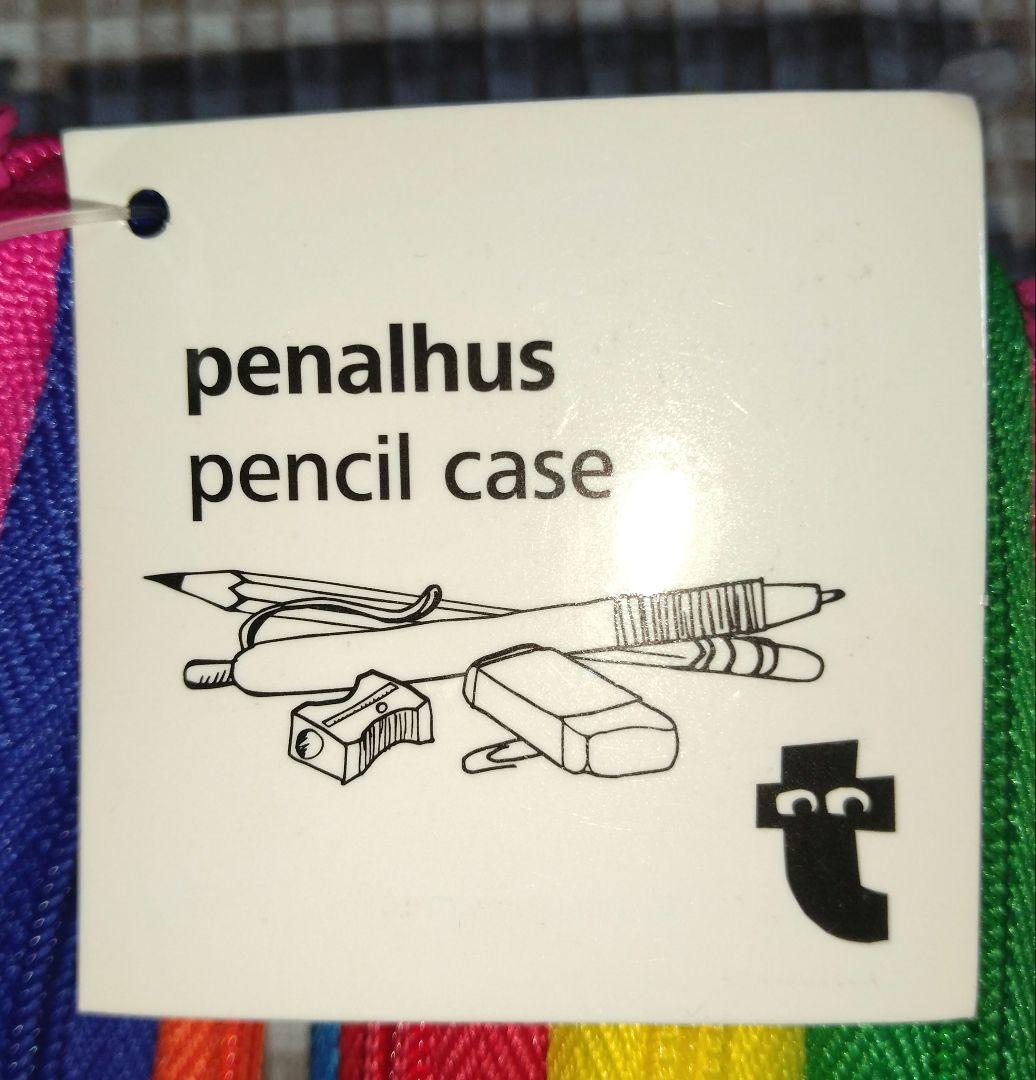 penalhus
pencil case
t